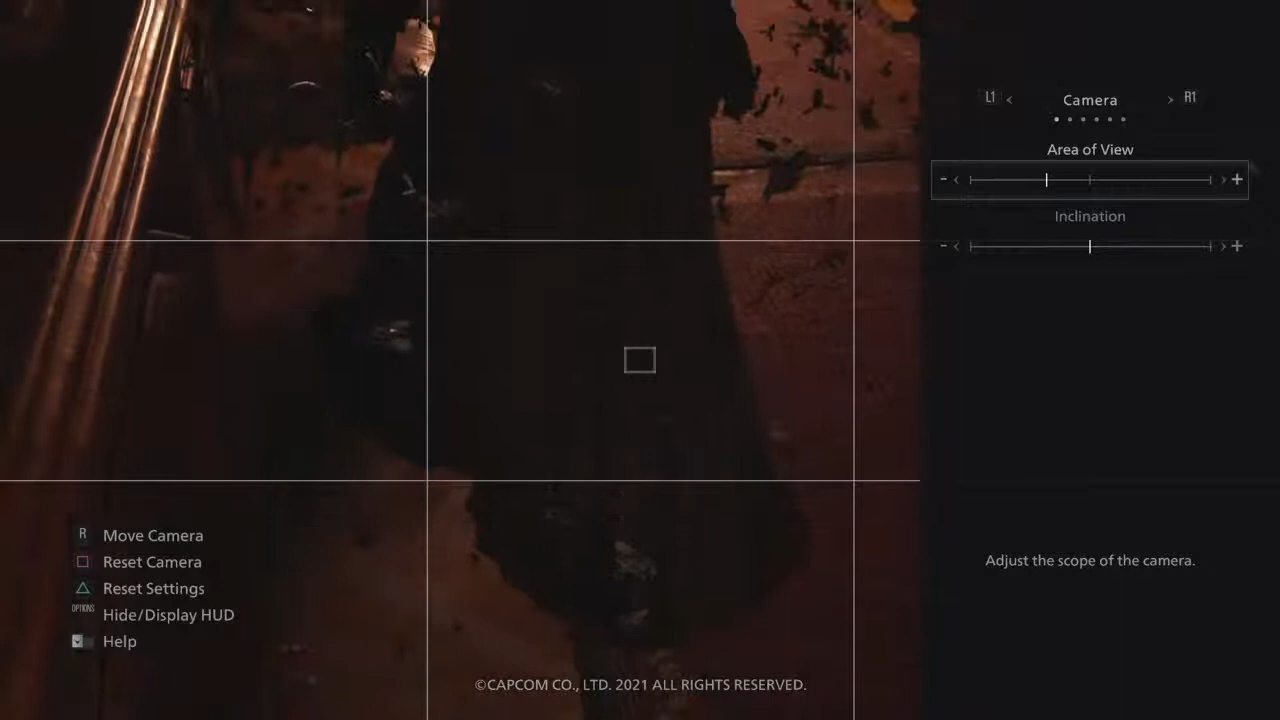 L1 < Camera > R1
Area of View
- < > +
Inclination
- < > +
R Move Camera
Reset Camera
Reset Settings
OPTIONS Hide/Display HUD
Help
Adjust the scope of the camera.
©CAPCOM CO., LTD. 2021 ALL RIGHTS RESERVED.